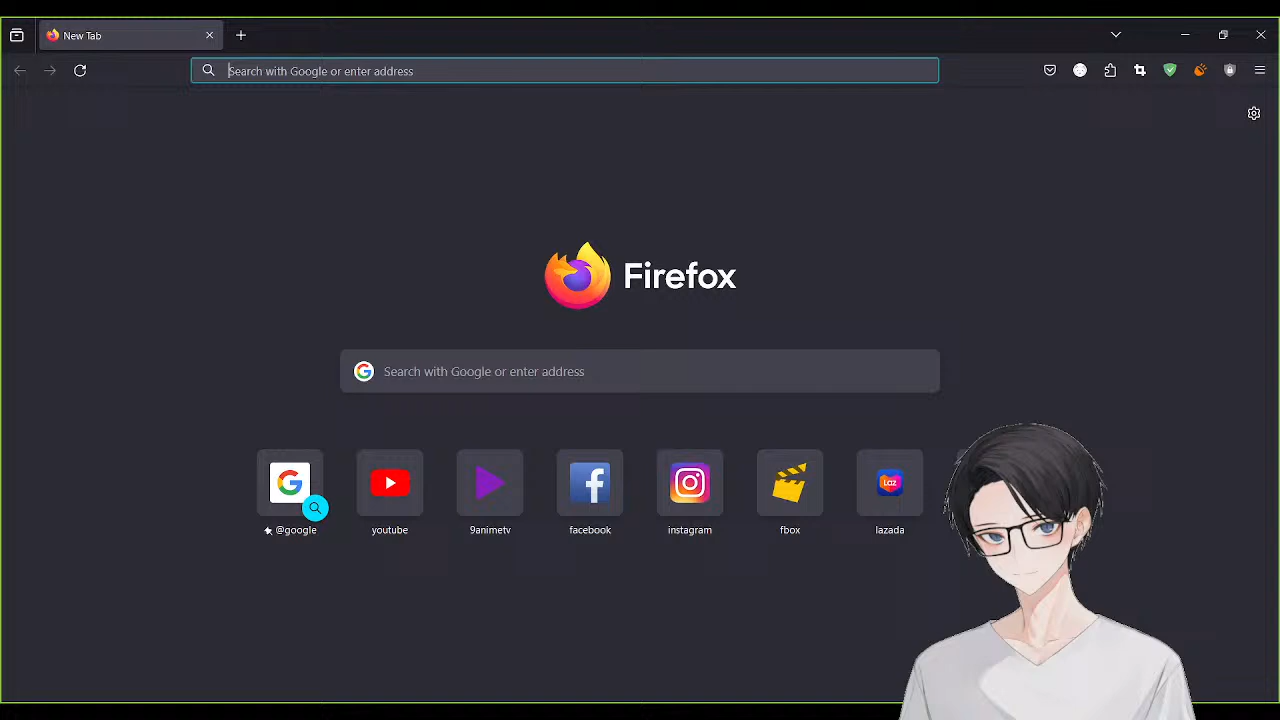 New Tab
Search with Google or enter address
Firefox
Search with Google or enter address
@google
youtube
9animetv
facebook
instagram
fbox
lazada
Laz